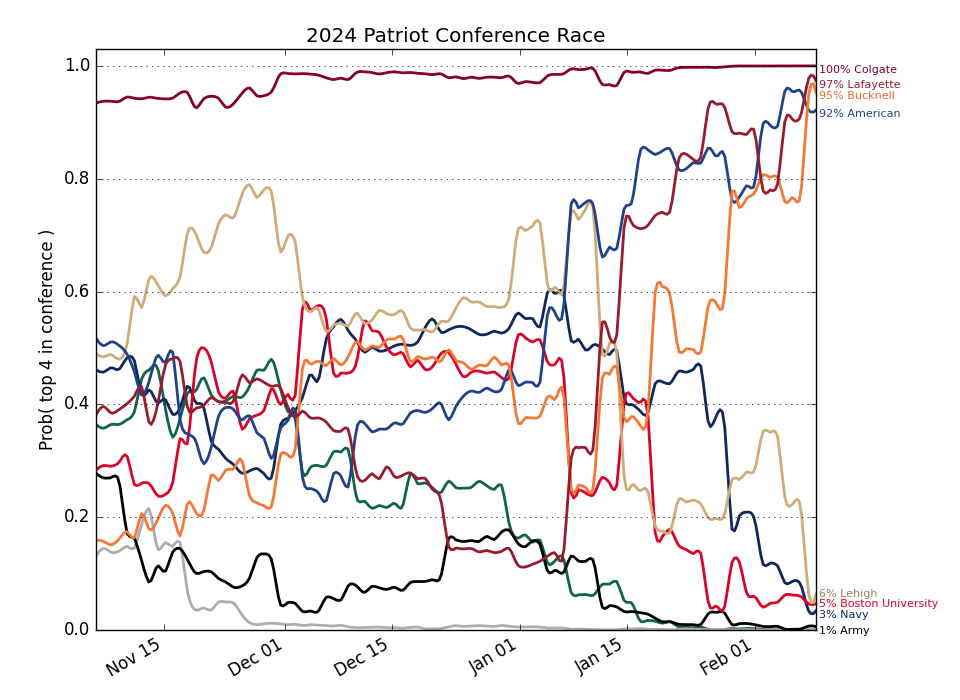 2024 Patriot Conference Race
Prob( top 4 in conference )
1.0
0.8
0.6
0.4
0.2
0.0
Nov 15
Dec 01
Dec 15
Jan 01
Jan 15
Feb 01
100% Colgate
97% Lafayette
95% Bucknell
92% American
6% Lehigh
5% Boston University
3% Navy
1% Army